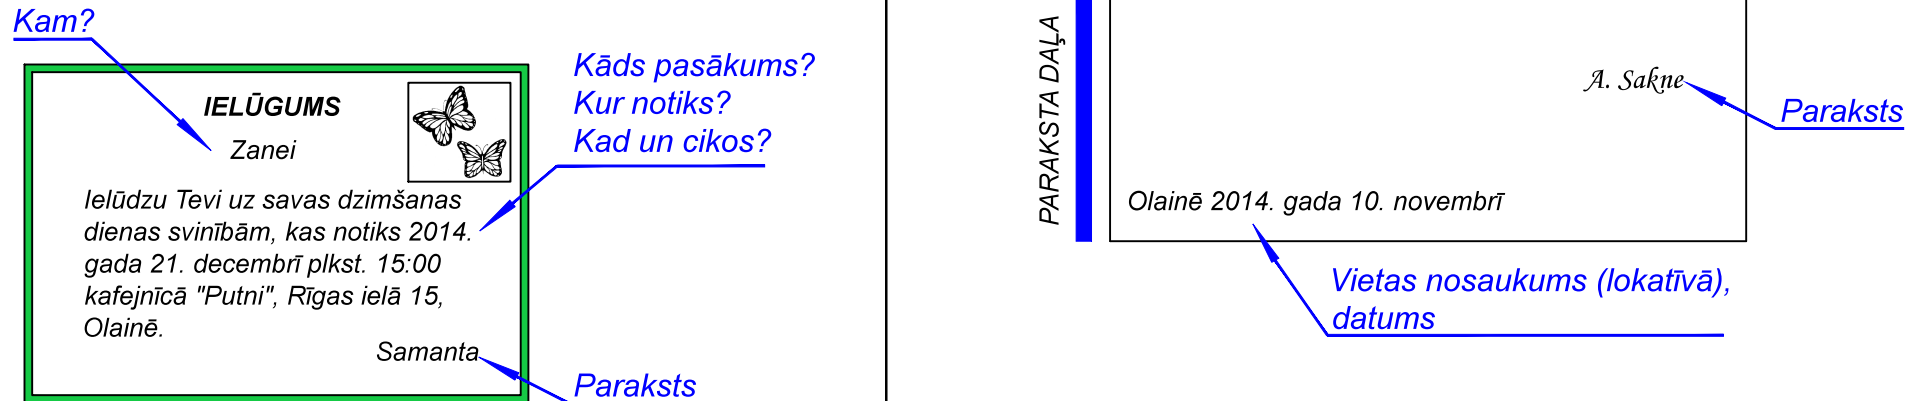 Kam?
IELŪGUMS
Zanei
Ielūdzu Tevi uz savas dzimšanas
dienas svinībām, kas notiks 2014.
gada 21. decembrī plkst. 15:00
kafejnīcā "Putni", Rīgas ielā 15,
Olainē.
Samanta
Kāds pasākums?
Kur notiks?
Kad un cikos?
Paraksts
PARAKSTA DAĻA
A. Sakne
Paraksts
Olainē 2014. gada 10. novembrī
Vietas nosaukums (lokatīvā),
datums